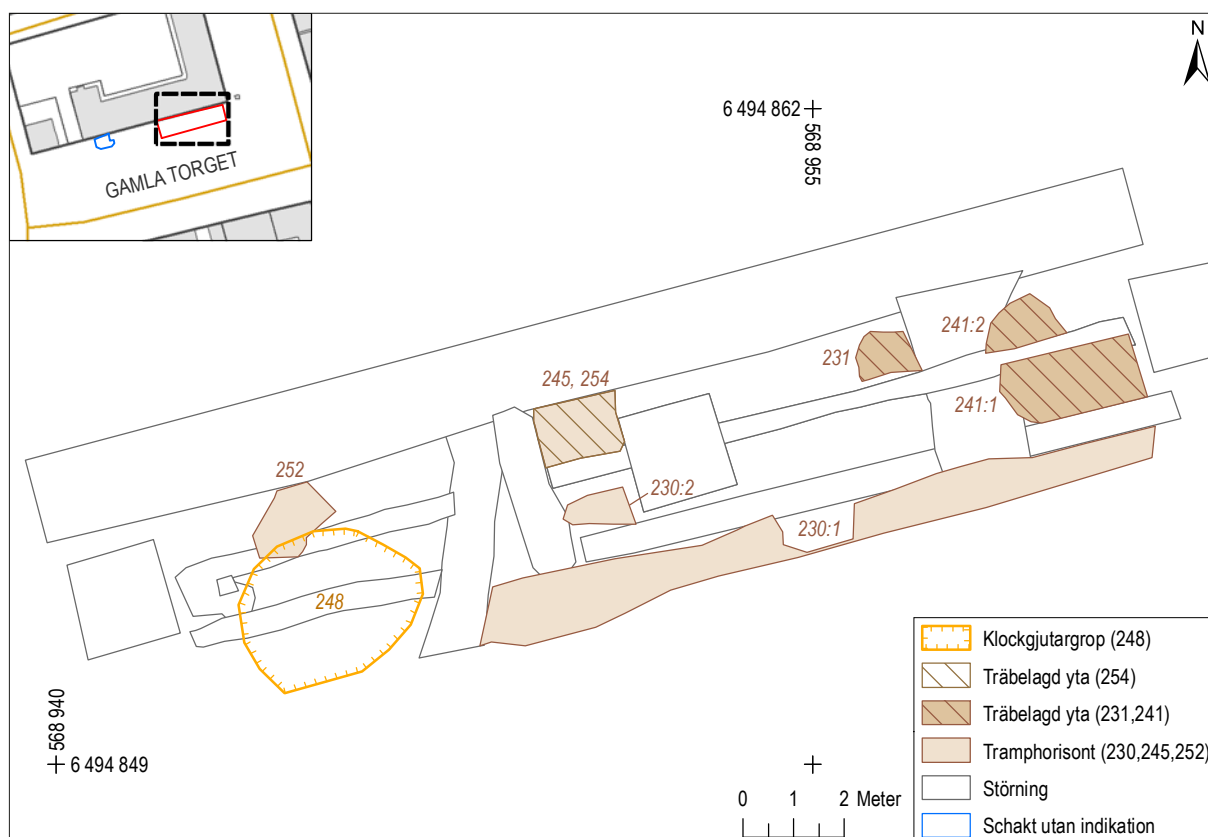 N
GAMLA TORGET
6 494 862
568 955
241:2
231
245, 254
241:1
252
230:2
230:1
248
568 940
6 494 849
0 1 2 Meter
Klockgjutargrop (248)
Träbelagd yta (254)
Träbelagd yta (231,241)
Tramphorisont (230,245,252)
Störning
Schakt utan indikation